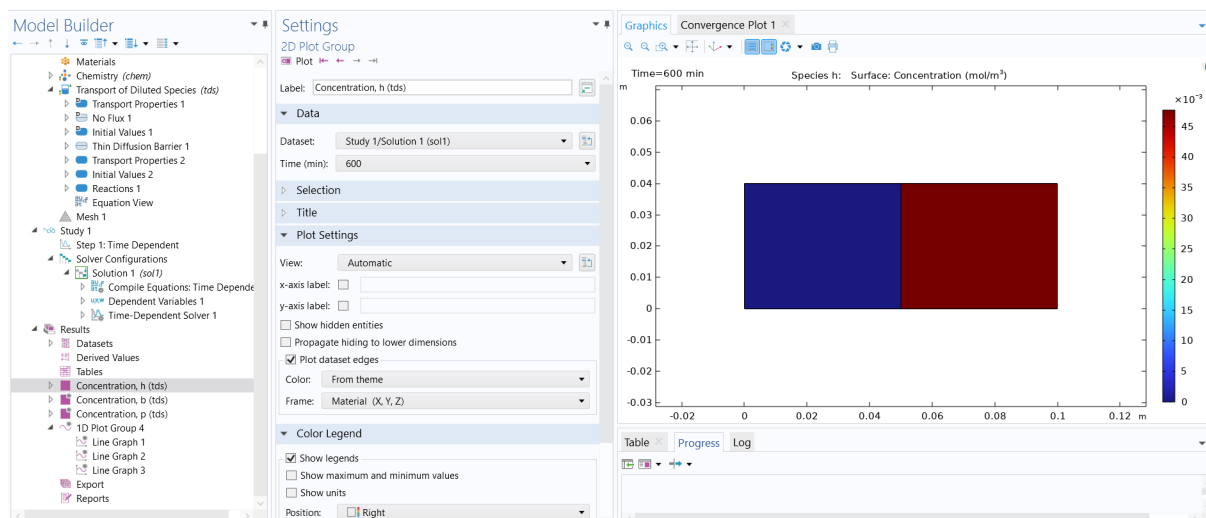 Model Builder
Materials
Chemistry (chem)
Transport of Diluted Species (tds)
Transport Properties 1
No Flux 1
Initial Values 1
Thin Diffusion Barrier 1
Transport Properties 2
Initial Values 2
Reactions 1
Equation View
Mesh 1
Study 1
Step 1: Time Dependent
Solver Configurations
Solution 1 (sol1)
Compile Equations: Time Depende
Dependent Variables 1
Time-Dependent Solver 1
Results
Datasets
Derived Values
Tables
Concentration, h (tds)
Concentration, b (tds)
Concentration, p (tds)
1D Plot Group 4
Line Graph 1
Line Graph 2
Line Graph 3
Export
Reports
Settings
2D Plot Group
Plot
Label: Concentration, h (tds)
Data
Dataset: Study 1/Solution 1 (sol1)
Time (min): 600
Selection
Title
Plot Settings
View: Automatic
x-axis label:
y-axis label:
Show hidden entities
Propagate hiding to lower dimensions
Plot dataset edges
Color: From theme
Frame: Material (X, Y, Z)
Color Legend
Show legends
Show maximum and minimum values
Show units
Position: Right
Graphics Convergence Plot 1
Time=600 min Species h: Surface: Concentration (mol/m³)
m
×10⁻³
0.06
0.05
0.04
0.03
0.02
0.01
0
-0.01
-0.02
-0.03
-0.02 0 0.02 0.04 0.06 0.08 0.1 0.12 m
45
40
35
30
25
20
15
10
5
0
Table Progress Log